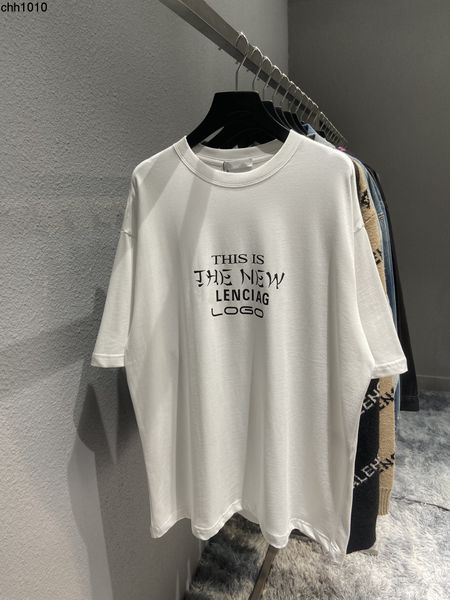 chh1010
THIS IS
THE NEW
LENCIAG
LOGO